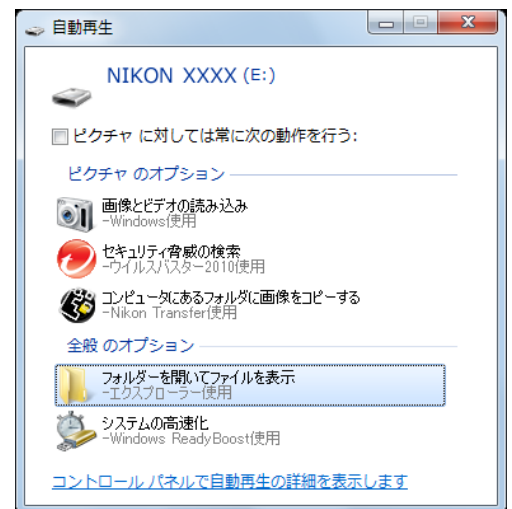 自動再生
NIKON XXXX (E:)
ピクチャ に対しては常に次の動作を行う:
ピクチャ のオプション
画像とビデオの読み込み
-Windows使用
セキュリティ脅威の検索
-ウイルスバスター2010使用
コンピュータにあるフォルダに画像をコピーする
-Nikon Transfer使用
全般 のオプション
フォルダーを開いてファイルを表示
-エクスプローラー使用
システムの高速化
-Windows ReadyBoost使用
コントロール パネルで自動再生の詳細を表示します